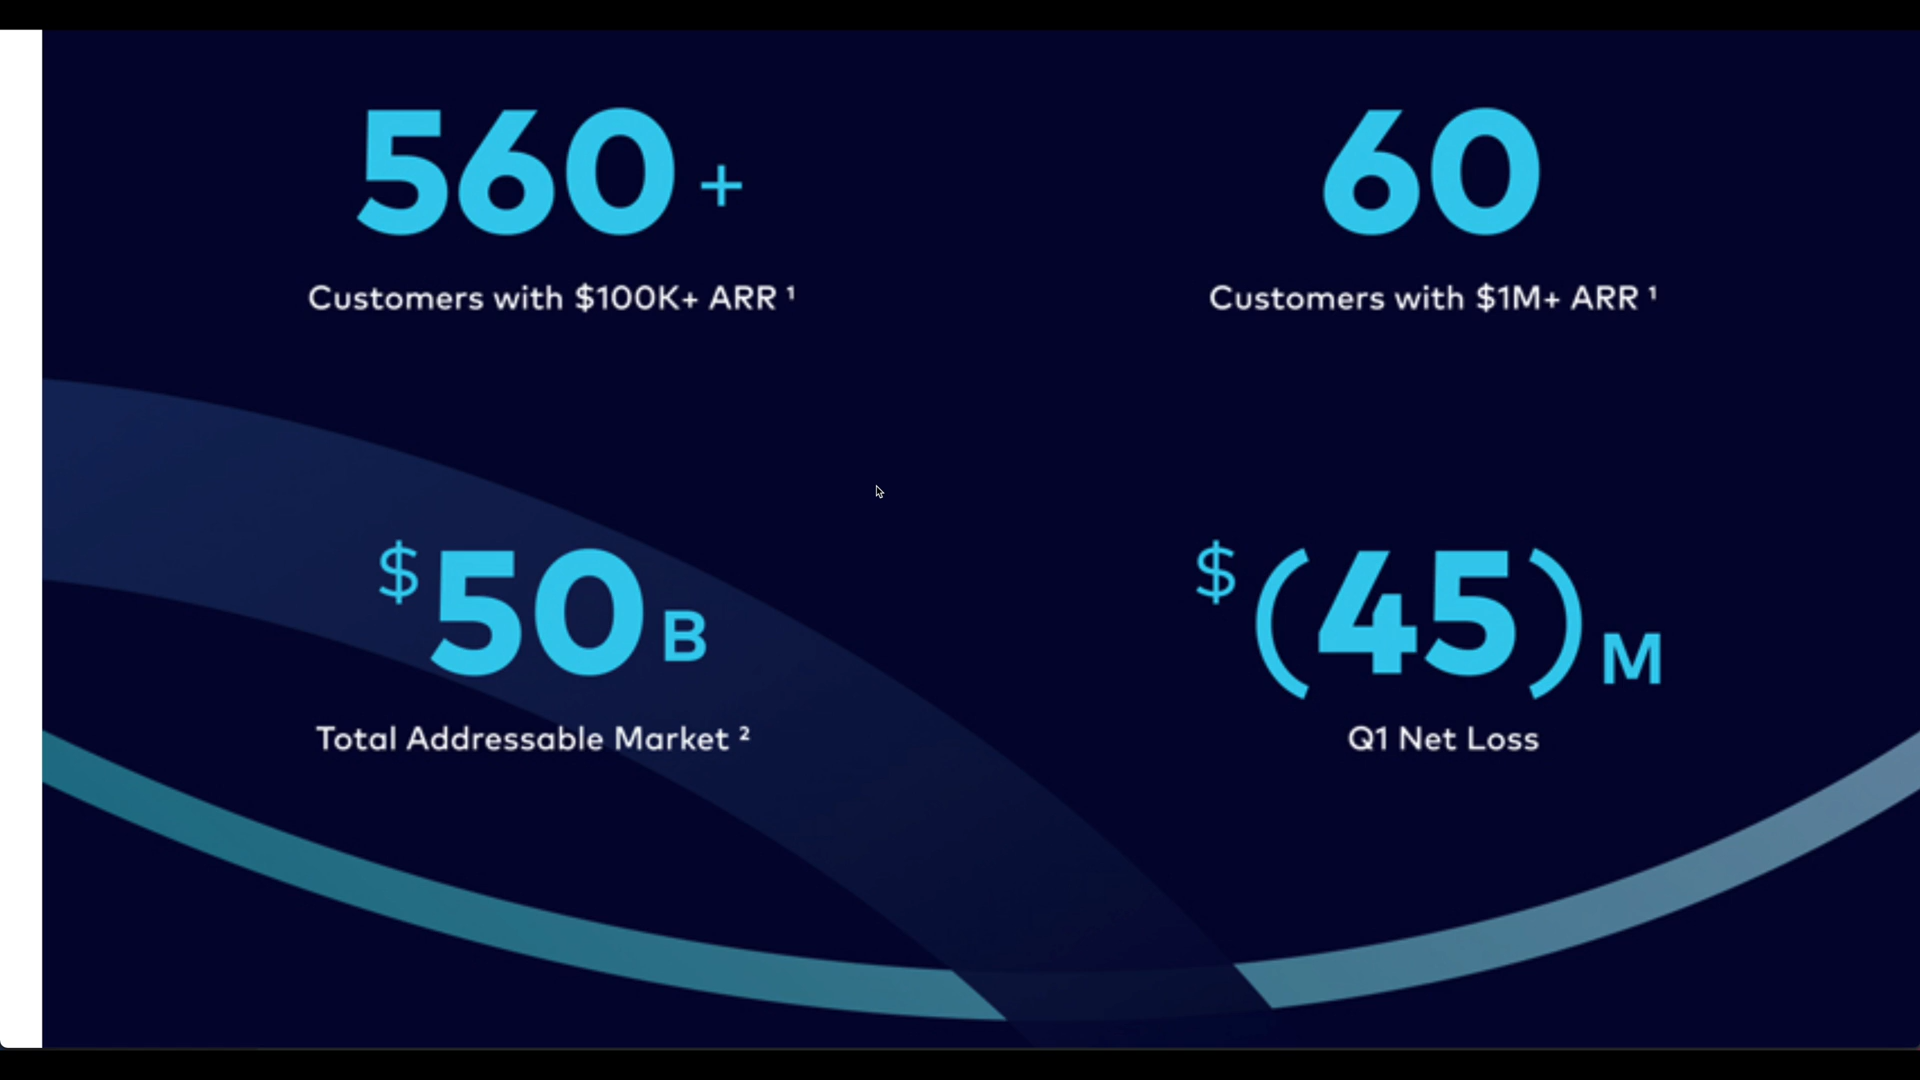 560+
60
Customers with $100K+ ARR ¹
Customers with $1M+ ARR ¹
$50B
$(45)M
Total Addressable Market ²
Q1 Net Loss